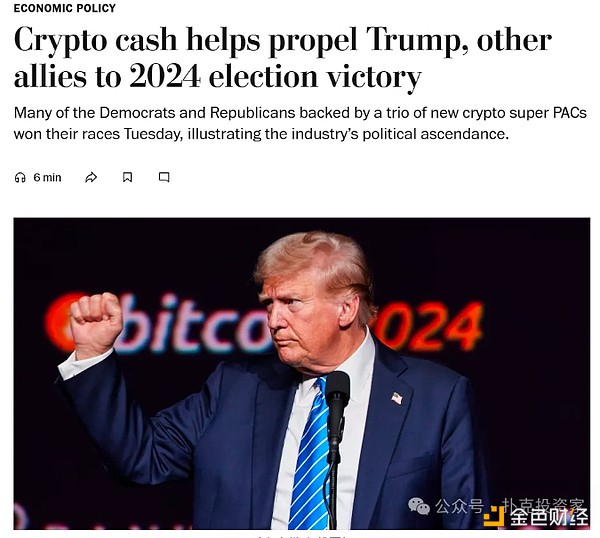 ECONOMIC POLICY
Crypto cash helps propel Trump, other
allies to 2024 election victory
Many of the Democrats and Republicans backed by a trio of new crypto super PACs
won their races Tuesday, illustrating the industry's political ascendance.
6 min
bitco 2024
公众号 · 扑克投资家
金色财经